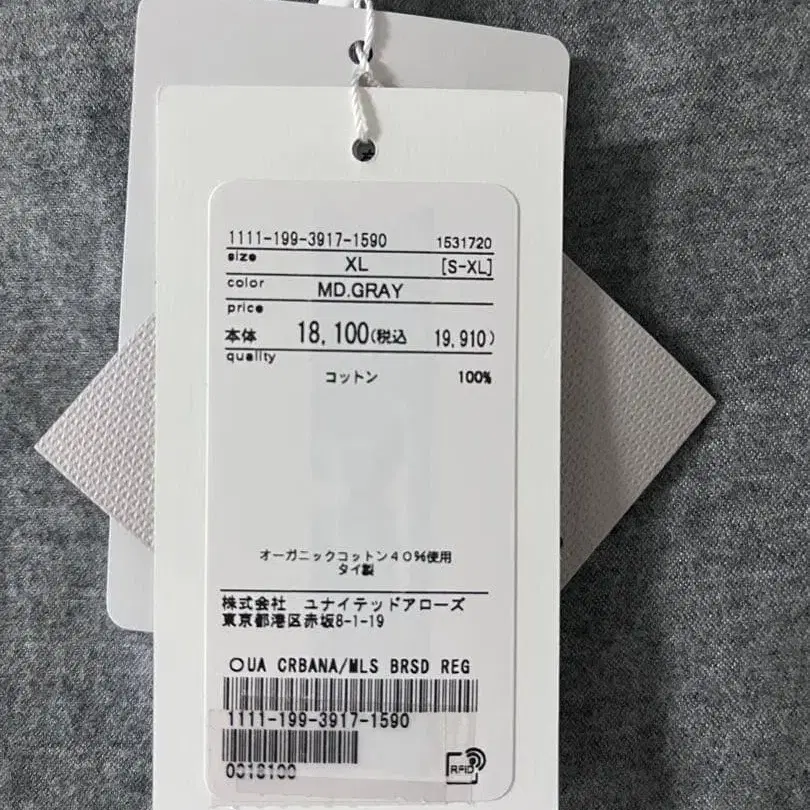 1111-199-3917-1590 1531720
size XL [S-XL]
color MD.GRAY
price
本体 18,100(税込 19,910)
quality
コットン 100%
オーガニックコットン40%使用
タイ製
株式会社 ユナイテッドアローズ
東京都港区赤坂8-1-19
○UA CRBANA/MLS BRSD REG
1111-199-3917-1590
0018100
RFID